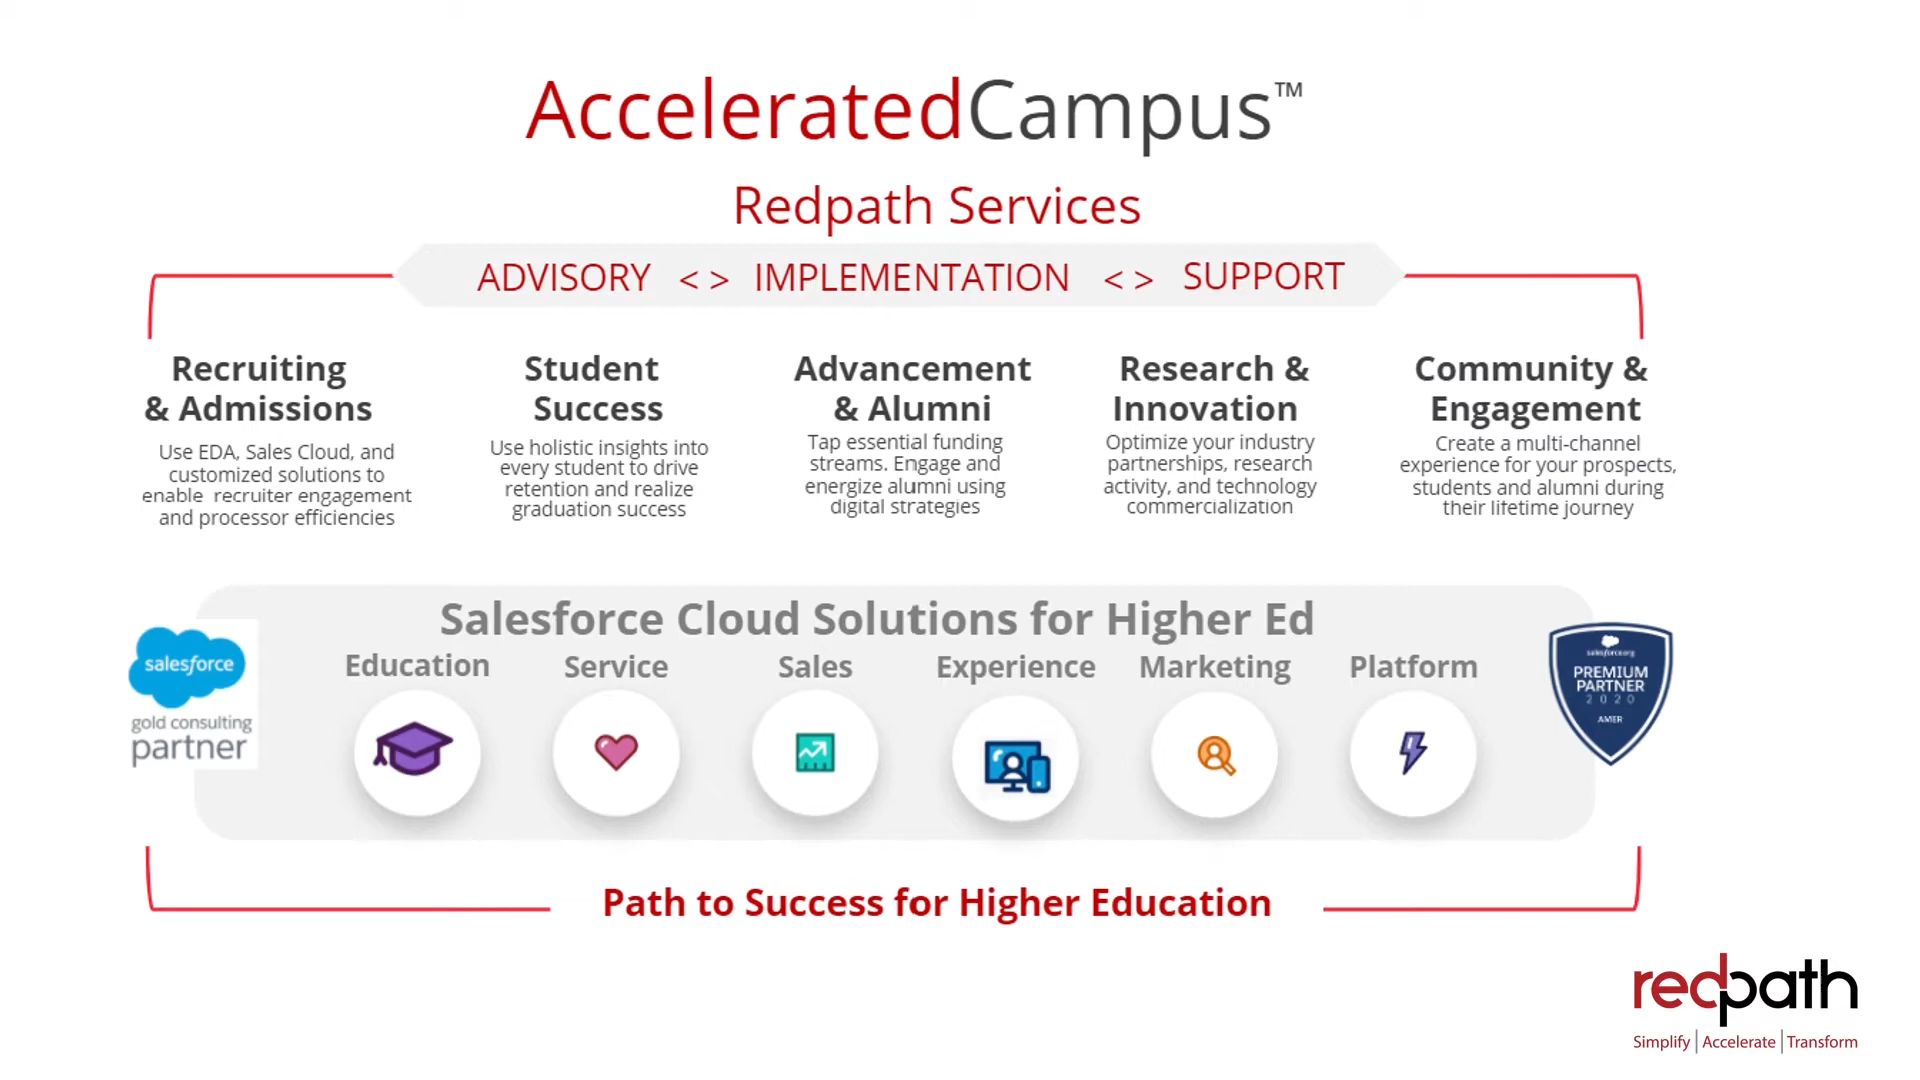 AcceleratedCampus™
Redpath Services
ADVISORY < > IMPLEMENTATION < > SUPPORT
Recruiting
& Admissions
Use EDA, Sales Cloud, and
customized solutions to
enable recruiter engagement
and processor efficiencies
Student
Success
Use holistic insights into
every student to drive
retention and realize
graduation success
Advancement
& Alumni
Tap essential funding
streams. Engage and
energize alumni using
digital strategies
Research &
Innovation
Optimize your industry
partnerships, research
activity, and technology
commercialization
Community &
Engagement
Create a multi-channel
experience for your prospects,
students and alumni during
their lifetime journey
Salesforce Cloud Solutions for Higher Ed
Education Service Sales Experience Marketing Platform
salesforce
gold consulting
partner
salesforce.org
PREMIUM
PARTNER
2020
AMER
Path to Success for Higher Education
redpath
Simplify | Accelerate | Transform